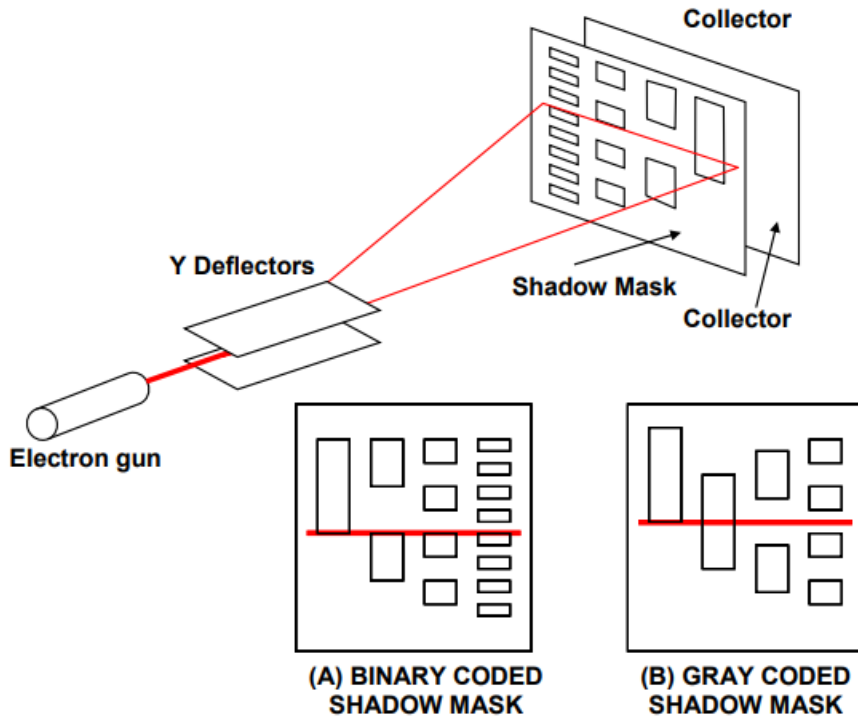 Collector
Y Deflectors
Shadow Mask
Collector
Electron gun
(A) BINARY CODED
SHADOW MASK
(B) GRAY CODED
SHADOW MASK